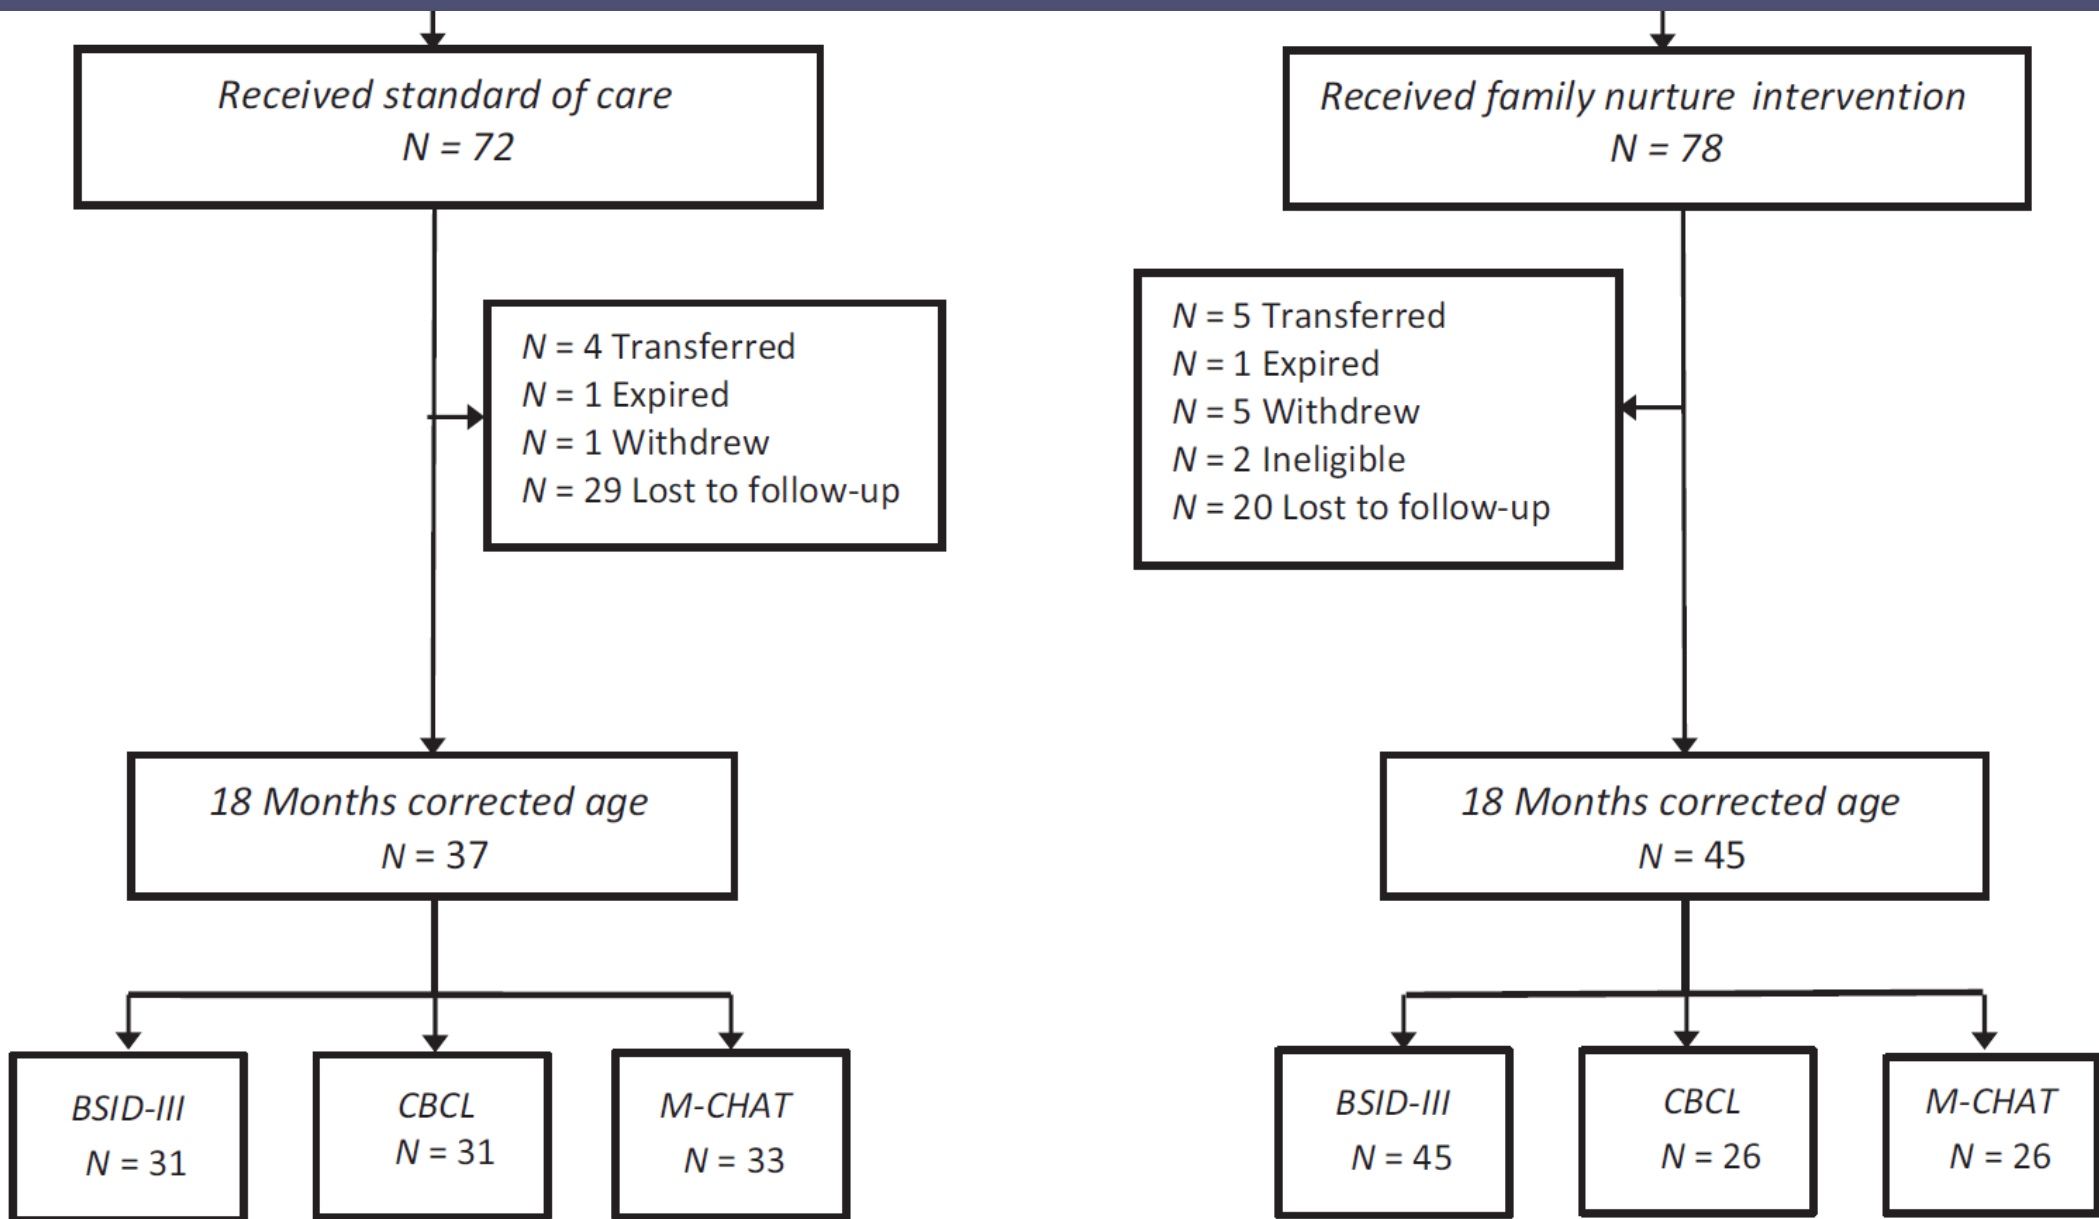 Received standard of care
N = 72
Received family nurture intervention
N = 78
N = 4 Transferred
N = 1 Expired
N = 1 Withdrew
N = 29 Lost to follow-up
N = 5 Transferred
N = 1 Expired
N = 5 Withdrew
N = 2 Ineligible
N = 20 Lost to follow-up
18 Months corrected age
N = 37
18 Months corrected age
N = 45
BSID-III
N = 31
CBCL
N = 31
M-CHAT
N = 33
BSID-III
N = 45
CBCL
N = 26
M-CHAT
N = 26